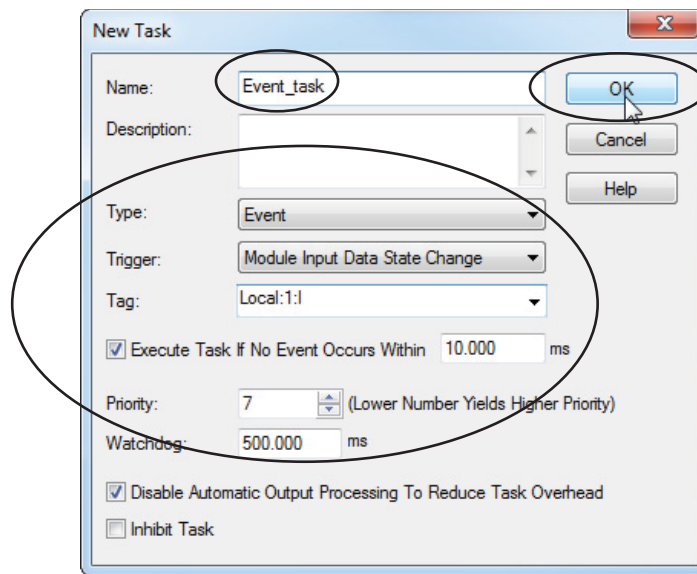 New Task
Name: Event_task OK
Description: Cancel
Help
Type: Event
Trigger: Module Input Data State Change
Tag: Local:1:I
Execute Task If No Event Occurs Within 10.000 ms
Priority: 7 (Lower Number Yields Higher Priority)
Watchdog: 500.000 ms
Disable Automatic Output Processing To Reduce Task Overhead
Inhibit Task